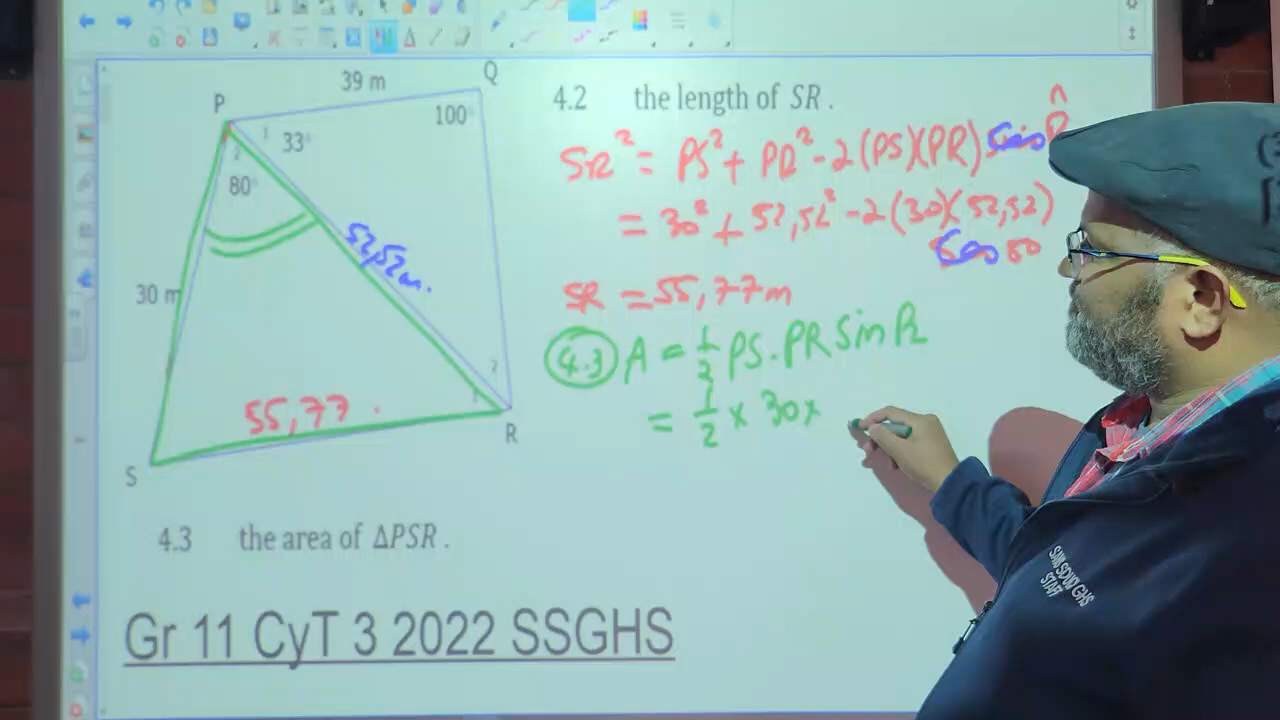 P
39 m
Q
1
33°
100°
2
80°
52,52m.
30 m
2
1
55,77
R
S
4.3 the area of ΔPSR .
Gr 11 CyT 3 2022 SSGHS
4.2 the length of SR .
SR² = PS² + PR² - 2(PS)(PR) cos P̂
= 30² + 52,52² - 2(30)(52,52)
cos 80
SR = 55,77m
4.3 A = 1/2 PS . PR sin P2
= 1/2 x 30 x
STAFF